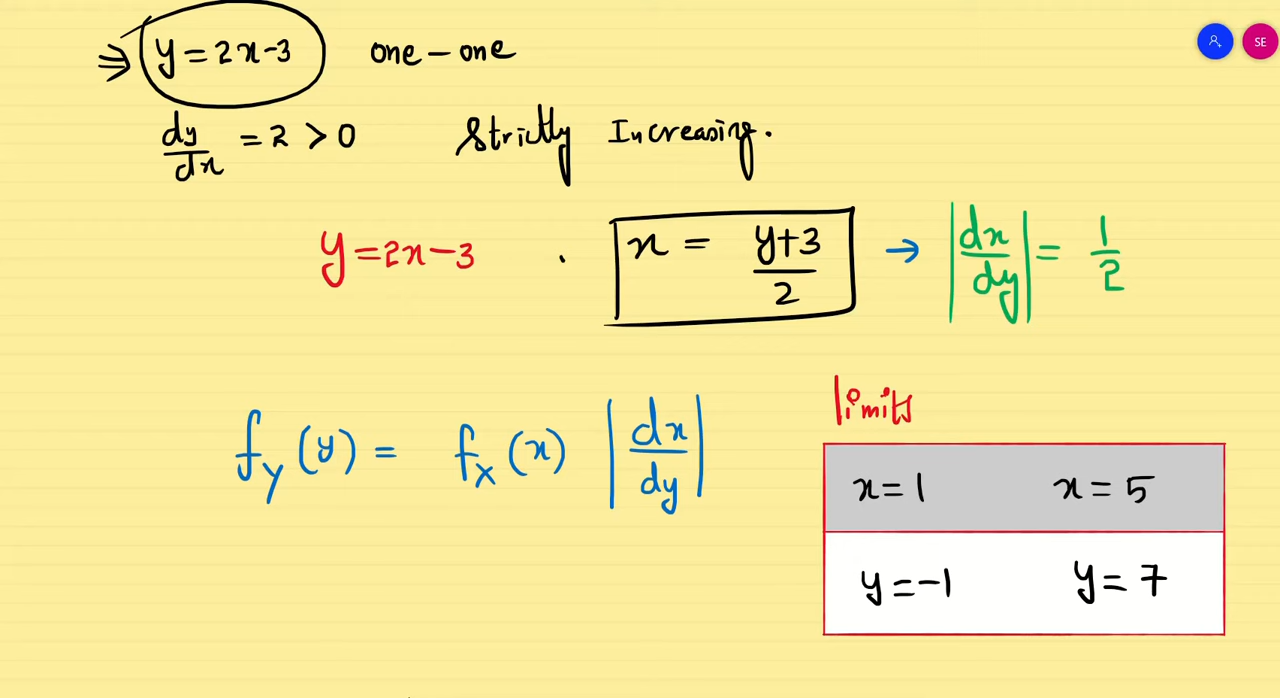 SE
⇒ y = 2x-3 one-one
dy/dx = 2 > 0 Strictly Increasing.
y = 2x-3 . x = y+3/2 → |dx/dy| = 1/2
limits
f_Y(y) = f_X(x) |dx/dy|
x=1 x=5
y=-1 y=7